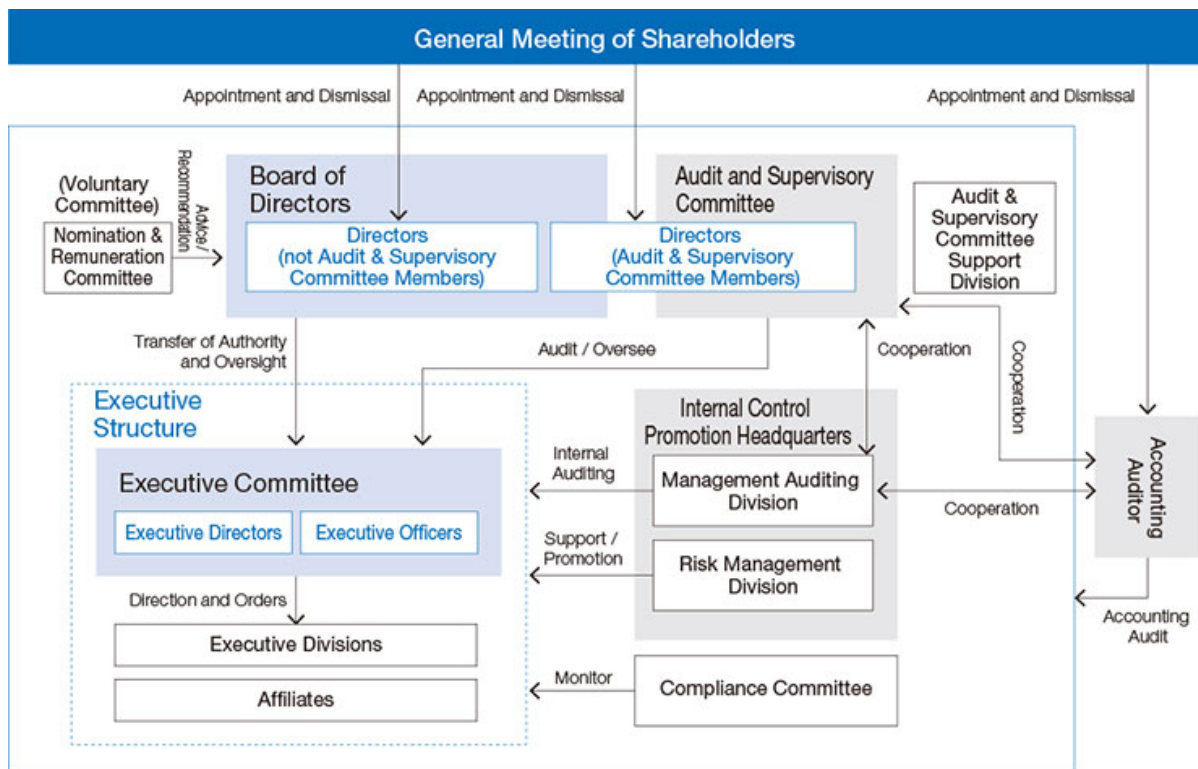 General Meeting of Shareholders
Appointment and Dismissal
Appointment and Dismissal
Appointment and Dismissal
(Voluntary
Committee)
Nomination &
Remuneration
Committee
Advice /
Recommendation
Board of
Directors
Directors
(not Audit & Supervisory
Committee Members)
Audit and Supervisory
Committee
Directors
(Audit & Supervisory
Committee Members)
Audit &
Supervisory
Committee
Support
Division
Transfer of Authority
and Oversight
Audit / Oversee
Cooperation
Cooperation
Executive
Structure
Executive Committee
Executive Directors
Executive Officers
Direction and Orders
Executive Divisions
Affiliates
Internal
Auditing
Support /
Promotion
Monitor
Internal Control
Promotion Headquarters
Management Auditing
Division
Risk Management
Division
Compliance Committee
Cooperation
Accounting
Auditor
Accounting
Audit